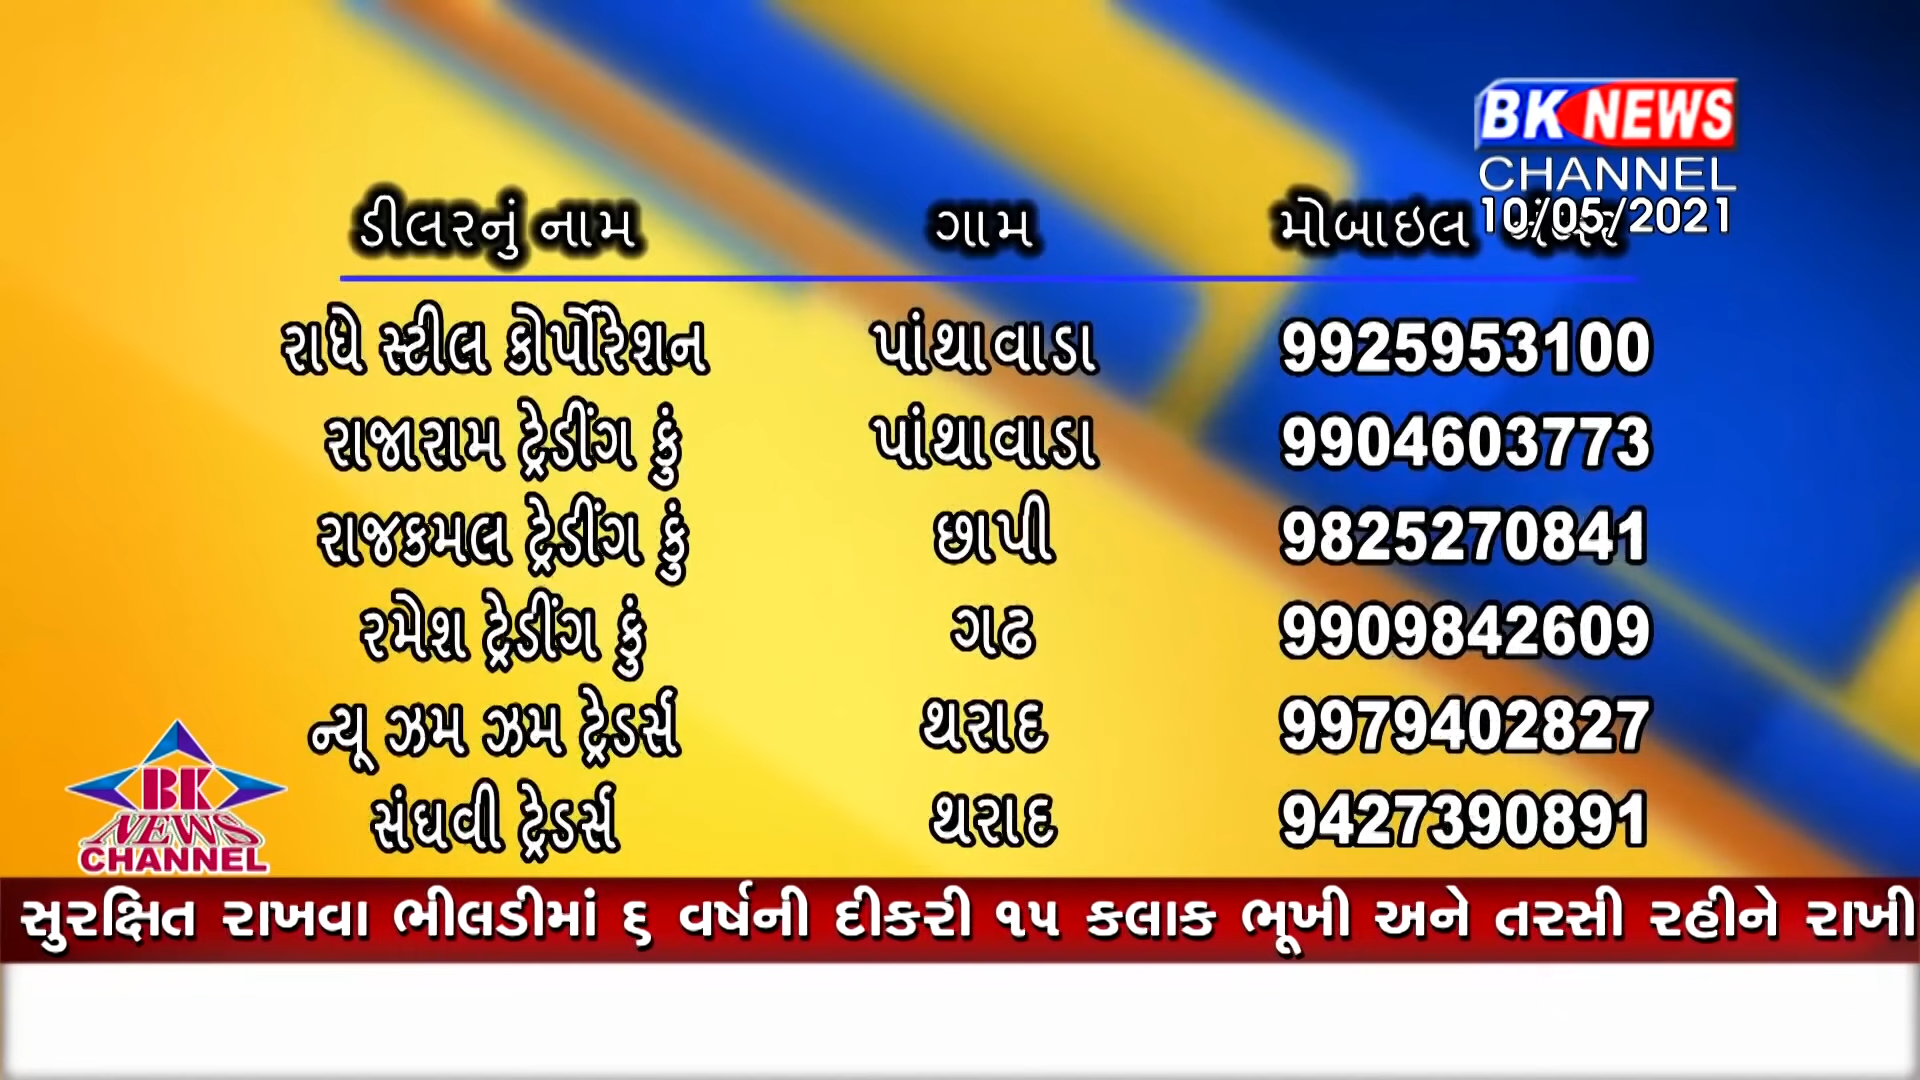 BK NEWS
CHANNEL
10/05/2021
ડીલરનું નામ ગામ મોબાઇલ
રાધે સ્ટીલ કોર્પોરેશન પાંથાવાડા 9925953100
રાજારામ ટ્રેડીંગ કું પાંથાવાડા 9904603773
રાજકમલ ટ્રેડીંગ કું છાપી 9825270841
રમેશ ટ્રેડીંગ કું ગઢ 9909842609
ન્યૂ ઝમ ઝમ ટ્રેડર્સ થરાદ 9979402827
સંઘવી ટ્રેડર્સ થરાદ 9427390891
BK
NEWS
CHANNEL
સુરક્ષિત રાખવા ભીલડીમાં ૬ વર્ષની દીકરી ૧૫ કલાક ભૂખી અને તરસી રહીને રાખી